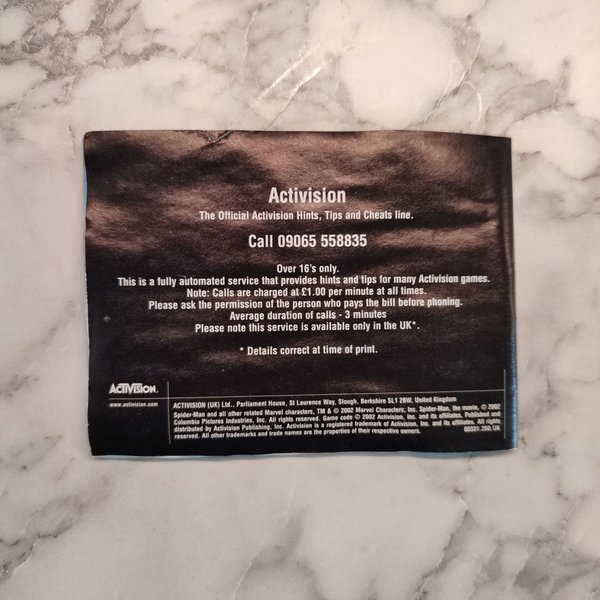 Activision
The Official Activision Hints, Tips and Cheats line.
Call 09065 558835
Over 16's only.
This is a fully automated service that provides hints and tips for many Activision games.
Note: Calls are charged at £1.00 per minute at all times.
Please ask the permission of the person who pays the bill before phoning.
Average duration of calls - 3 minutes
Please note this service is available only in the UK*.
* Details correct at time of print.
ACTIVISION.
www.activision.com
ACTIVISION (UK) Ltd., Parliament House, St Laurence Way, Slough, Berkshire SL1 2BW, United Kingdom
Spider-Man and all other related Marvel characters, TM & © 2002 Marvel Characters, Inc. Spider-Man, the movie, © 2002
Columbia Pictures Industries, Inc. All rights reserved. Game code © 2002 Activision, Inc. and its affiliates. Published and
distributed by Activision Publishing, Inc. Activision is a registered trademark of Activision, Inc. and its affiliates. All rights
reserved. All other trademarks and trade names are the properties of their respective owners.
80331.260.UK